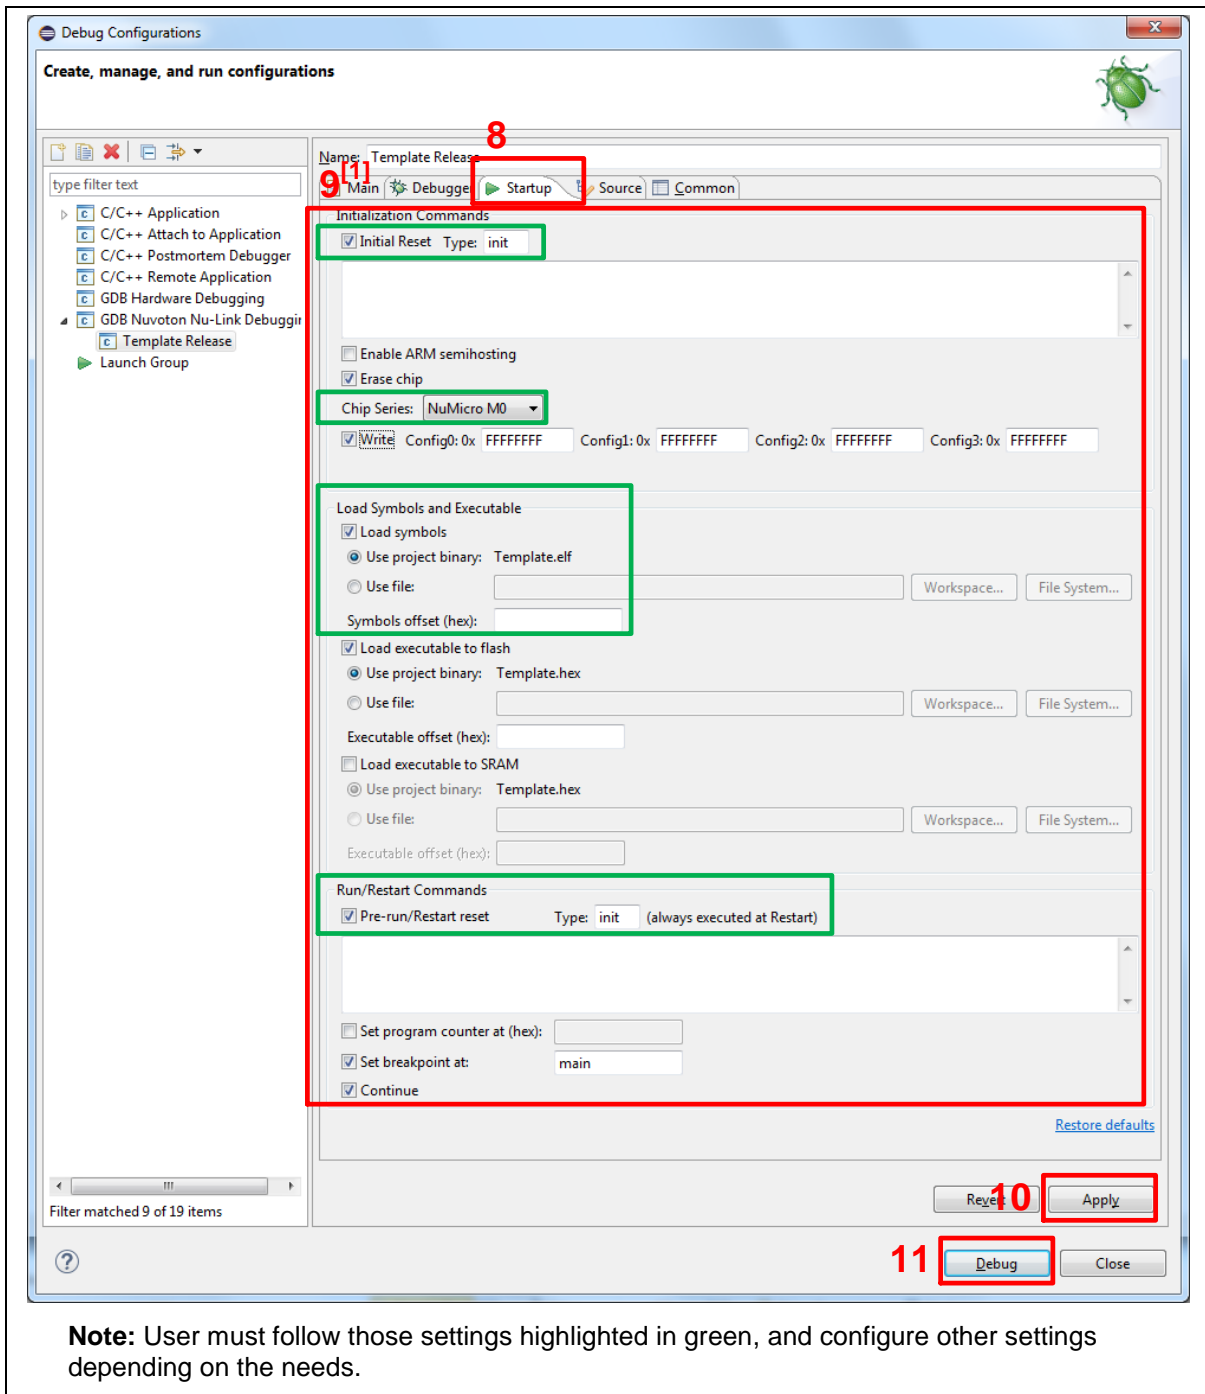 Debug Configurations
Create, manage, and run configurations
8
Name: Template Release
9[1]
type filter text
Main Debugger Startup Source Common
C/C++ Application
C/C++ Attach to Application
C/C++ Postmortem Debugger
C/C++ Remote Application
GDB Hardware Debugging
GDB Nuvoton Nu-Link Debuggin
Template Release
Launch Group
Initialization Commands
Initial Reset Type: init
Enable ARM semihosting
Erase chip
Chip Series: NuMicro M0
Write Config0: 0x FFFFFFFF Config1: 0x FFFFFFFF Config2: 0x FFFFFFFF Config3: 0x FFFFFFFF
Load Symbols and Executable
Load symbols
Use project binary: Template.elf
Use file: Workspace... File System...
Symbols offset (hex):
Load executable to flash
Use project binary: Template.hex
Use file: Workspace... File System...
Executable offset (hex):
Load executable to SRAM
Use project binary: Template.hex
Use file: Workspace... File System...
Executable offset (hex):
Run/Restart Commands
Pre-run/Restart reset Type: init (always executed at Restart)
Set program counter at (hex):
Set breakpoint at: main
Continue
Restore defaults
Filter matched 9 of 19 items
Revert 10 Apply
11 Debug Close
Note: User must follow those settings highlighted in green, and configure other settings
depending on the needs.